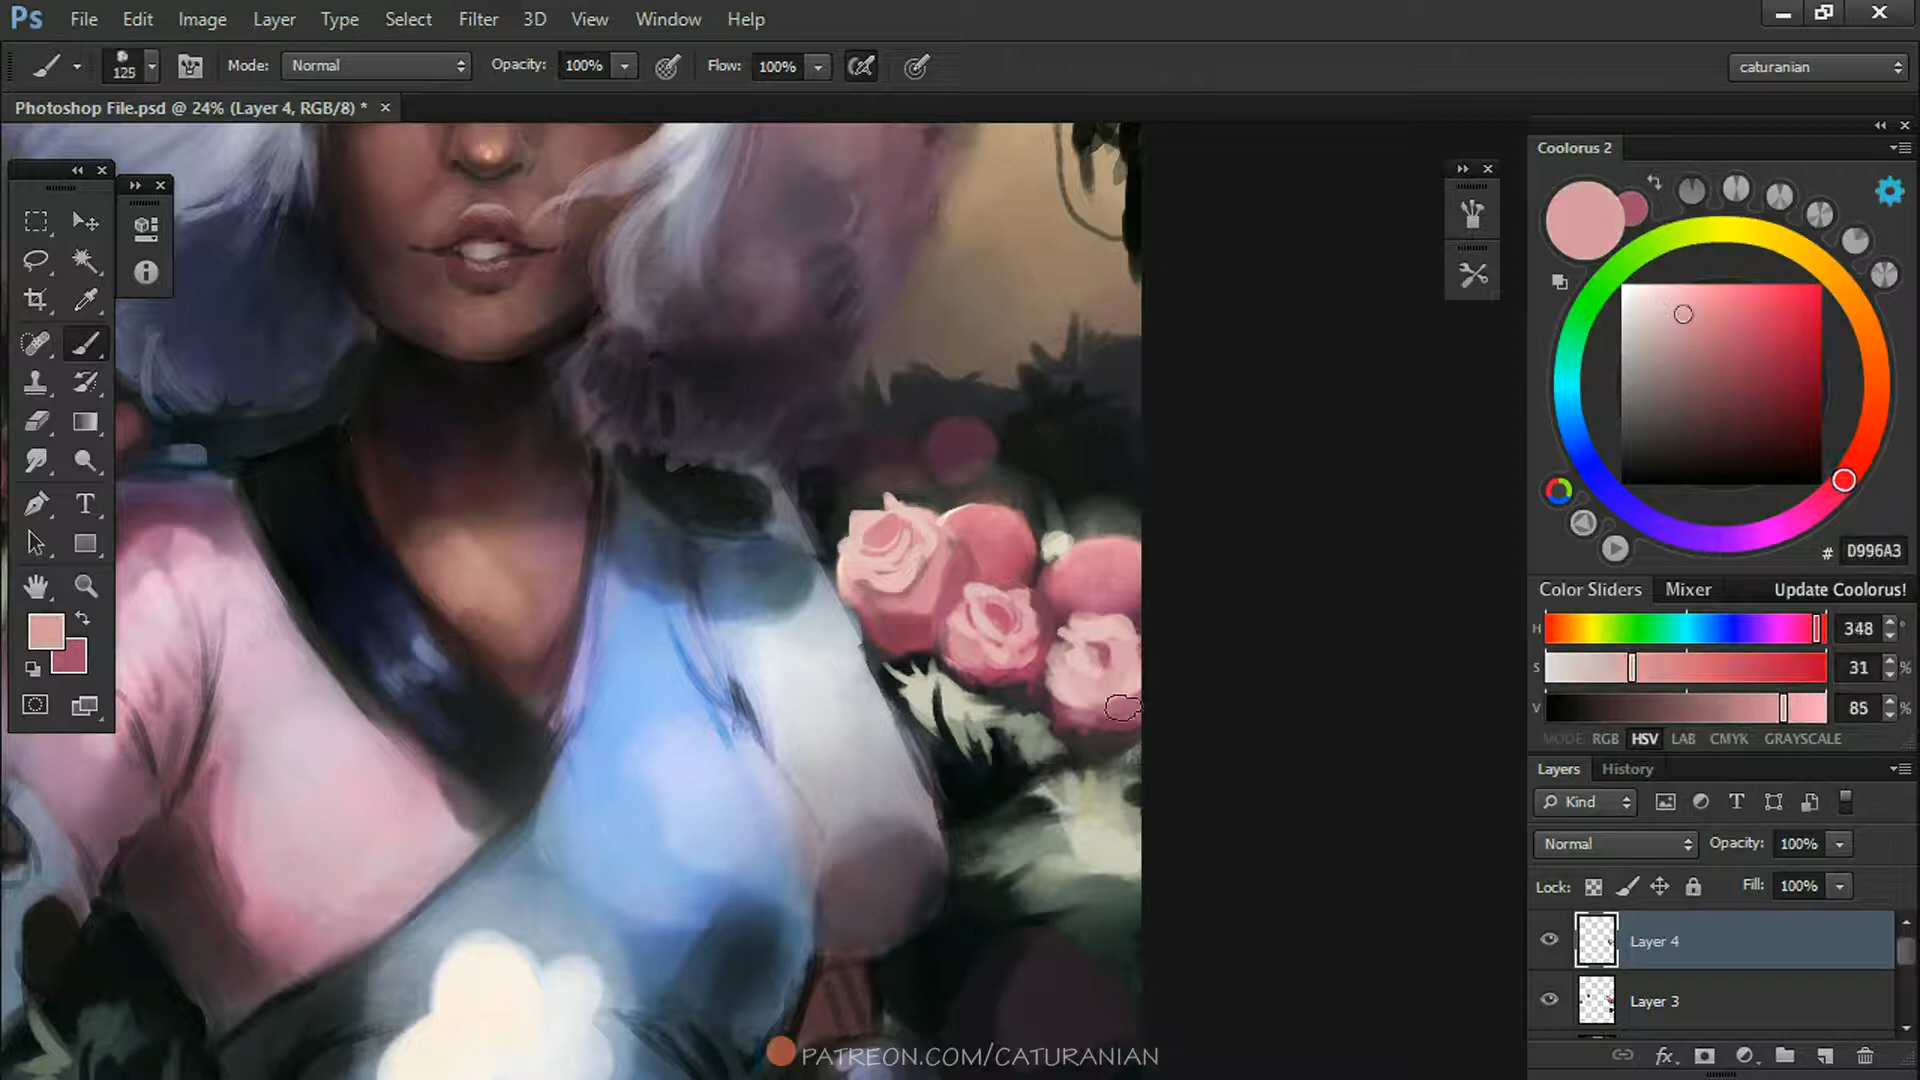 Ps File Edit Image Layer Type Select Filter 3D View Window Help
125 Mode: Normal Opacity: 100% Flow: 100% caturanian
Photoshop File.psd @ 24% (Layer 4, RGB/8) *
Coolorus 2
# D996A3
Color Sliders Mixer Update Coolorus!
H 348 °
S 31 %
V 85 %
MODE: RGB HSV LAB CMYK GRAYSCALE
Layers History
Kind
Normal Opacity: 100%
Lock: Fill: 100%
Layer 4
Layer 3
PATREON.COM/CATURANIAN